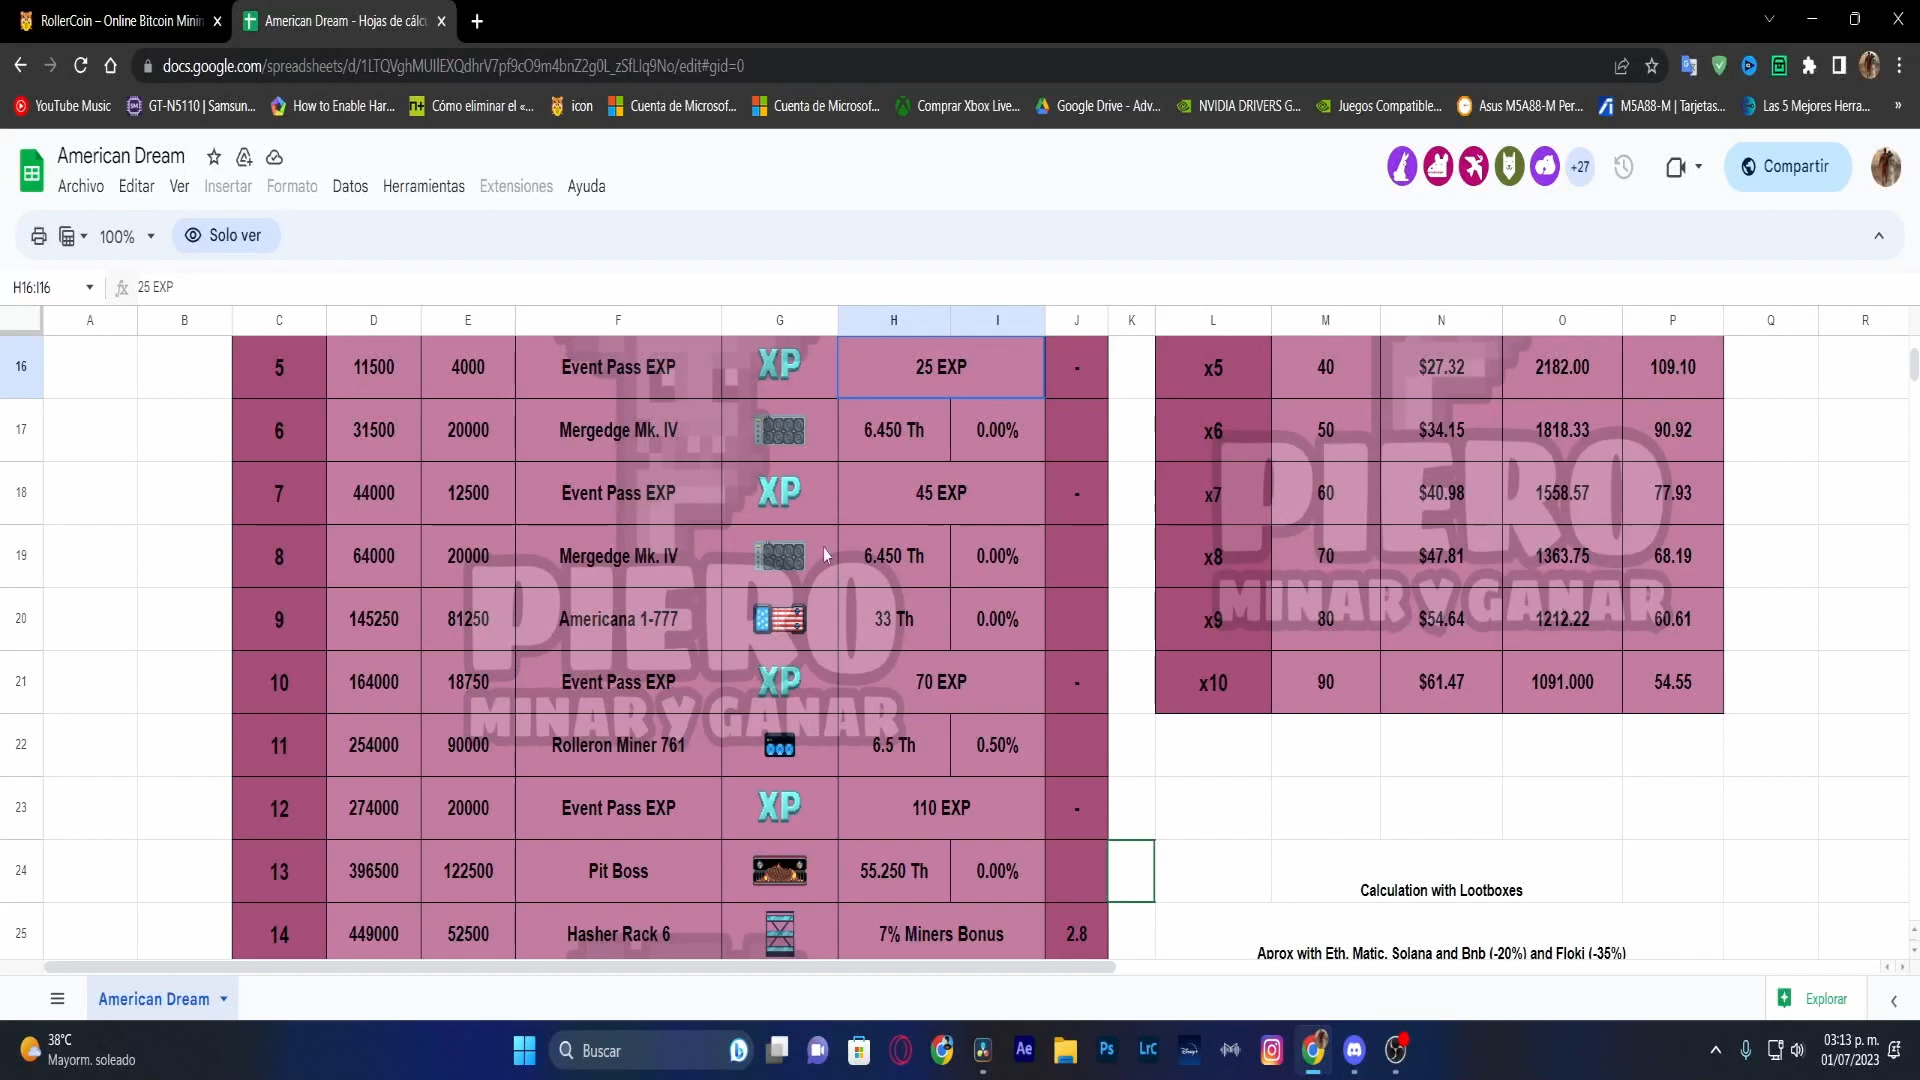 RollerCoin – Online Bitcoin Minin
American Dream - Hojas de cálcu
docs.google.com/spreadsheets/d/1LTQVghMUIlEXQdhrV7pf9cO9m4bnZ2g0L_zSfLIq9No/edit#gid=0
YouTube Music GT-N5110 | Samsun... How to Enable Har... Cómo eliminar el «... icon Cuenta de Microsof... Cuenta de Microsof... Comprar Xbox Live... Google Drive - Adv... NVIDIA DRIVERS G... Juegos Compatible... Asus M5A88-M Per... M5A88-M | Tarjetas... Las 5 Mejores Herra... »
American Dream
Archivo Editar Ver Insertar Formato Datos Herramientas Extensiones Ayuda
+27 Compartir
100% Solo ver
H16:I16 fx 25 EXP
A B C D E F G H I J K L M N O P Q R
16 5 11500 4000 Event Pass EXP XP 25 EXP - x5 40 $27.32 2182.00 109.10
17 6 31500 20000 Mergedge Mk. IV 6.450 Th 0.00% x6 50 $34.15 1818.33 90.92
18 7 44000 12500 Event Pass EXP XP 45 EXP - x7 60 $40.98 1558.57 77.93
19 8 64000 20000 Mergedge Mk. IV 6.450 Th 0.00% x8 70 $47.81 1363.75 68.19
20 9 145250 81250 Americana 1-777 33 Th 0.00% x9 80 $54.64 1212.22 60.61
21 10 164000 18750 Event Pass EXP XP 70 EXP - x10 90 $61.47 1091.000 54.55
22 11 254000 90000 Rolleron Miner 761 6.5 Th 0.50%
23 12 274000 20000 Event Pass EXP XP 110 EXP -
24 13 396500 122500 Pit Boss 55.250 Th 0.00% Calculation with Lootboxes
25 14 449000 52500 Hasher Rack 6 7% Miners Bonus 2.8 Aprox with Eth, Matic, Solana and Bnb (-20%) and Floki (-35%)
PIERO
MINAR Y GANAR
PIERO
MINAR Y GANAR
American Dream Explorar
38°C
Mayorm. soleado
Buscar
Ae Ps LrC
03:13 p. m.
01/07/2023